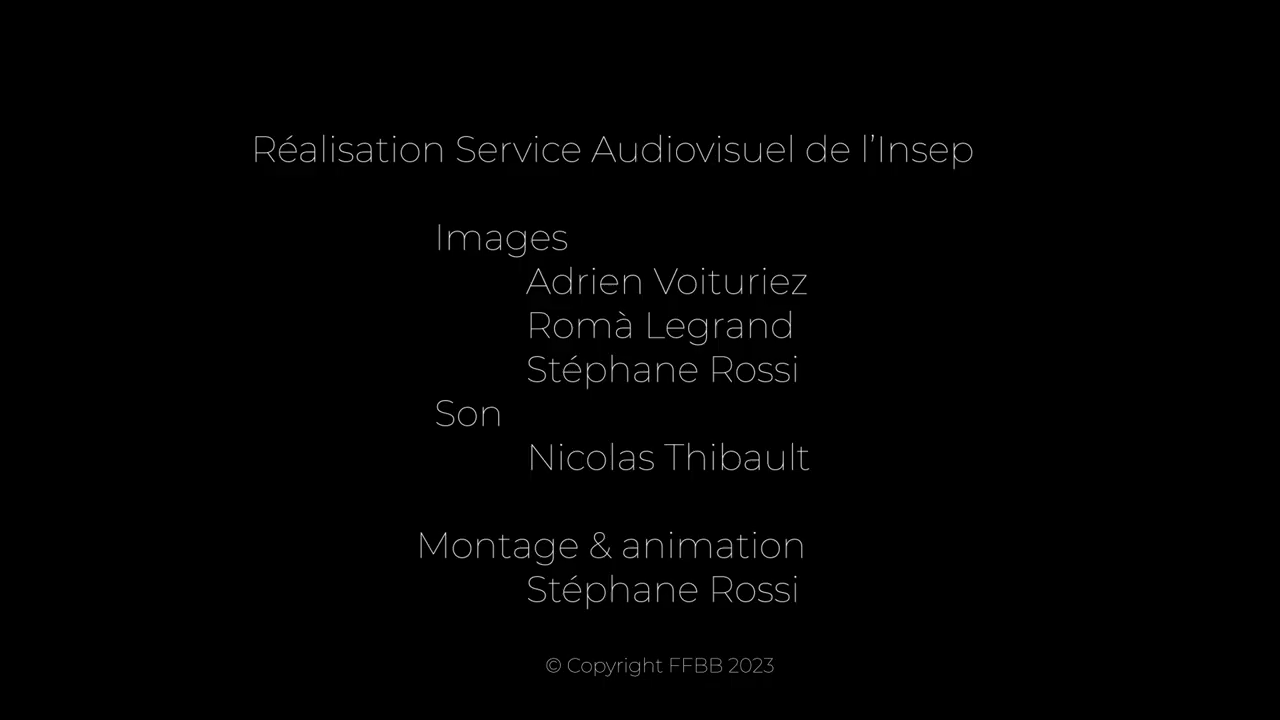 Réalisation Service Audiovisuel de l’Insep
Images
Adrien Voituriez
Romà Legrand
Stéphane Rossi
Son
Nicolas Thibault
Montage & animation
Stéphane Rossi
© Copyright FFBB 2023